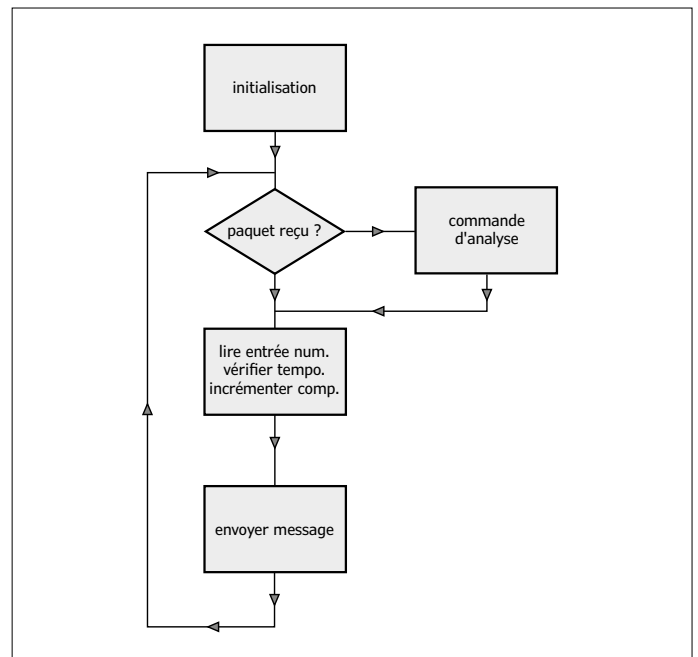 initialisation
paquet reçu ?
commande
d'analyse
lire entrée num.
vérifier tempo.
incrémenter comp.
envoyer message